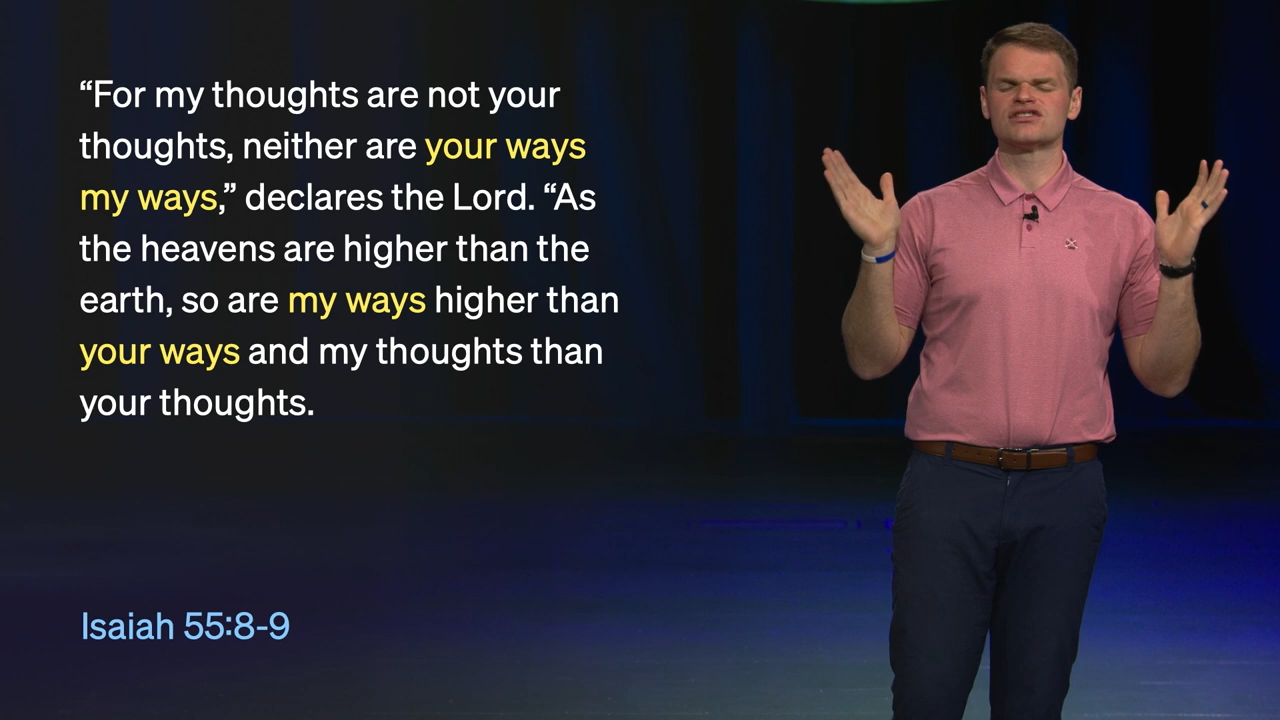 “For my thoughts are not your
thoughts, neither are your ways
my ways,” declares the Lord. “As
the heavens are higher than the
earth, so are my ways higher than
your ways and my thoughts than
your thoughts.
Isaiah 55:8-9